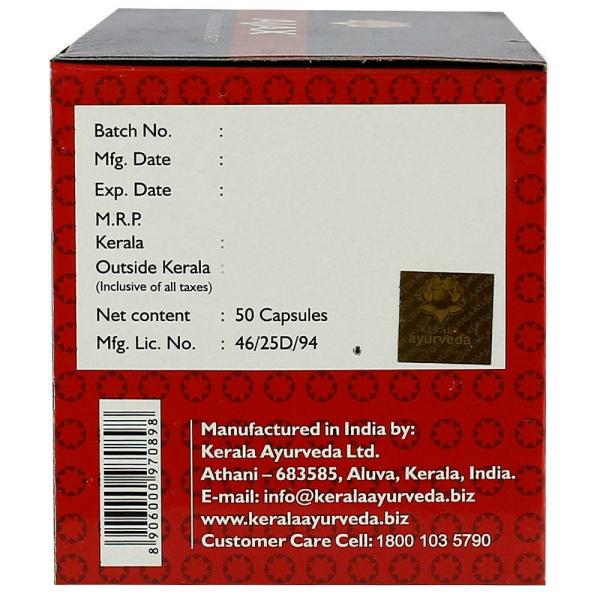 Batch No. :
Mfg. Date :
Exp. Date :
M.R.P.
Kerala :
Outside Kerala :
(Inclusive of all taxes)
Net content : 50 Capsules
Mfg. Lic. No. : 46/25D/94
KERALA
ayurveda
8906000970898
Manufactured in India by:
Kerala Ayurveda Ltd.
Athani – 683585, Aluva, Kerala, India.
E-mail: info@keralaayurveda.biz
www.keralaayurveda.biz
Customer Care Cell: 1800 103 5790